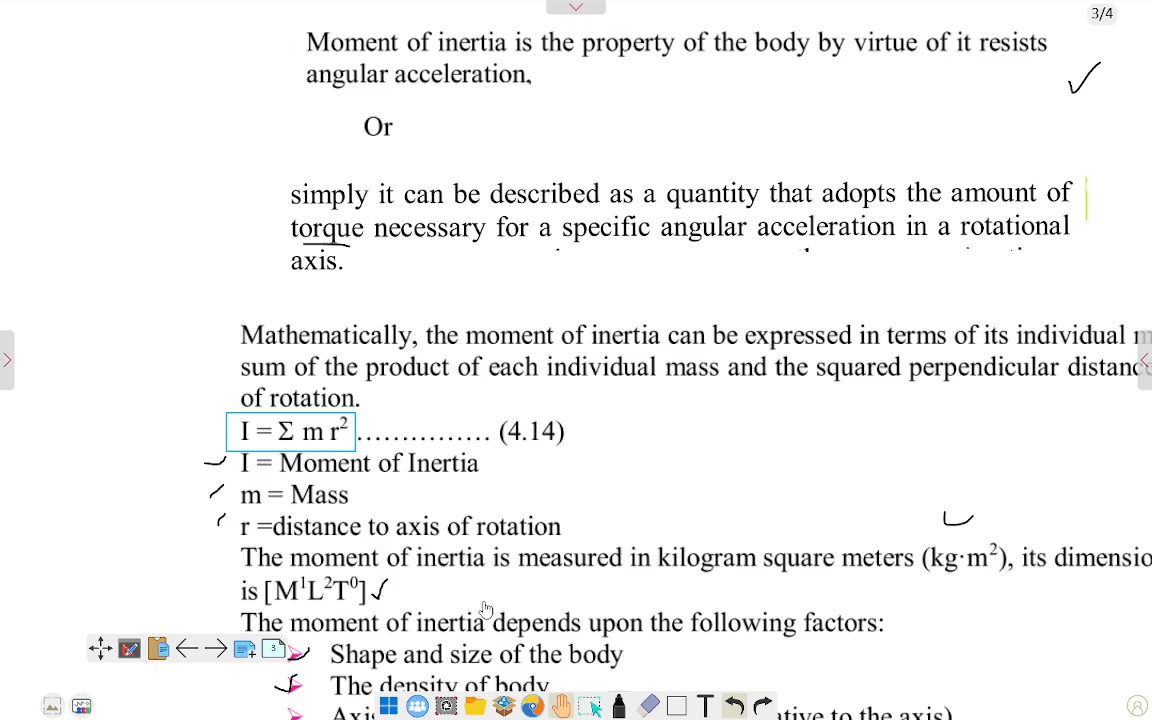 3/4
Moment of inertia is the property of the body by virtue of it resists
angular acceleration.
Or
simply it can be described as a quantity that adopts the amount of
torque necessary for a specific angular acceleration in a rotational
axis.
Mathematically, the moment of inertia can be expressed in terms of its individual
sum of the product of each individual mass and the squared perpendicular distanc
of rotation.
I = Σ m r² …………… (4.14)
I = Moment of Inertia
m = Mass
r =distance to axis of rotation
The moment of inertia is measured in kilogram square meters (kg·m²), its dimensio
is [M¹L²T⁰]
The moment of inertia depends upon the following factors:
3
Shape and size of the body
The density of body
T